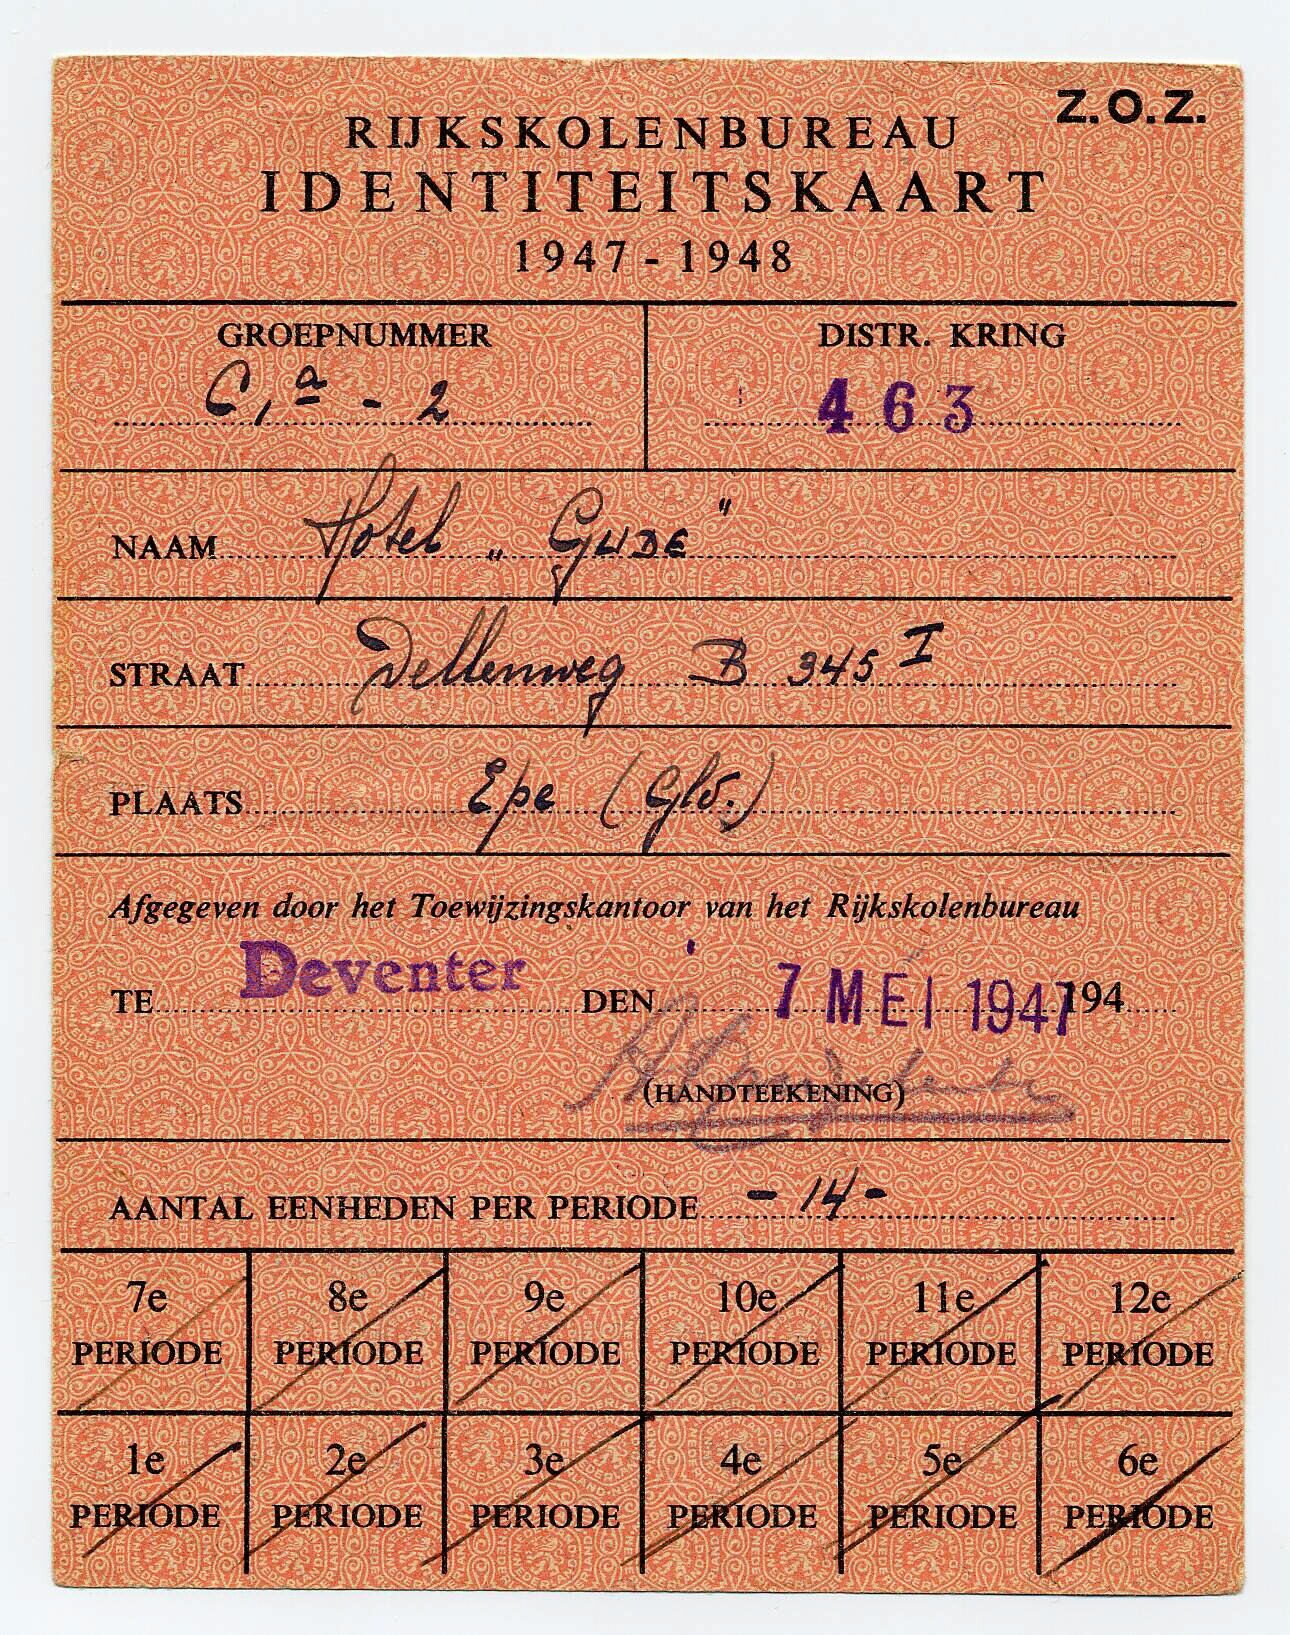 Z.O.Z.
RIJKSKOLENBUREAU
IDENTITEITSKAART
1947 - 1948
GROEPNUMMER DISTR. KRING
C,a - 2 463
NAAM Hotel „Gijde"
STRAAT Dellenweg B 345 I
PLAATS Epe (Gld.)
Afgegeven door het Toewijzingskantoor van het Rijkskolenbureau
TE Deventer DEN 7 MEI 1947 194
(HANDTEEKENING)
AANTAL EENHEDEN PER PERIODE - 14 -
7e 8e 9e 10e 11e 12e
PERIODE PERIODE PERIODE PERIODE PERIODE PERIODE
1e 2e 3e 4e 5e 6e
PERIODE PERIODE PERIODE PERIODE PERIODE PERIODE